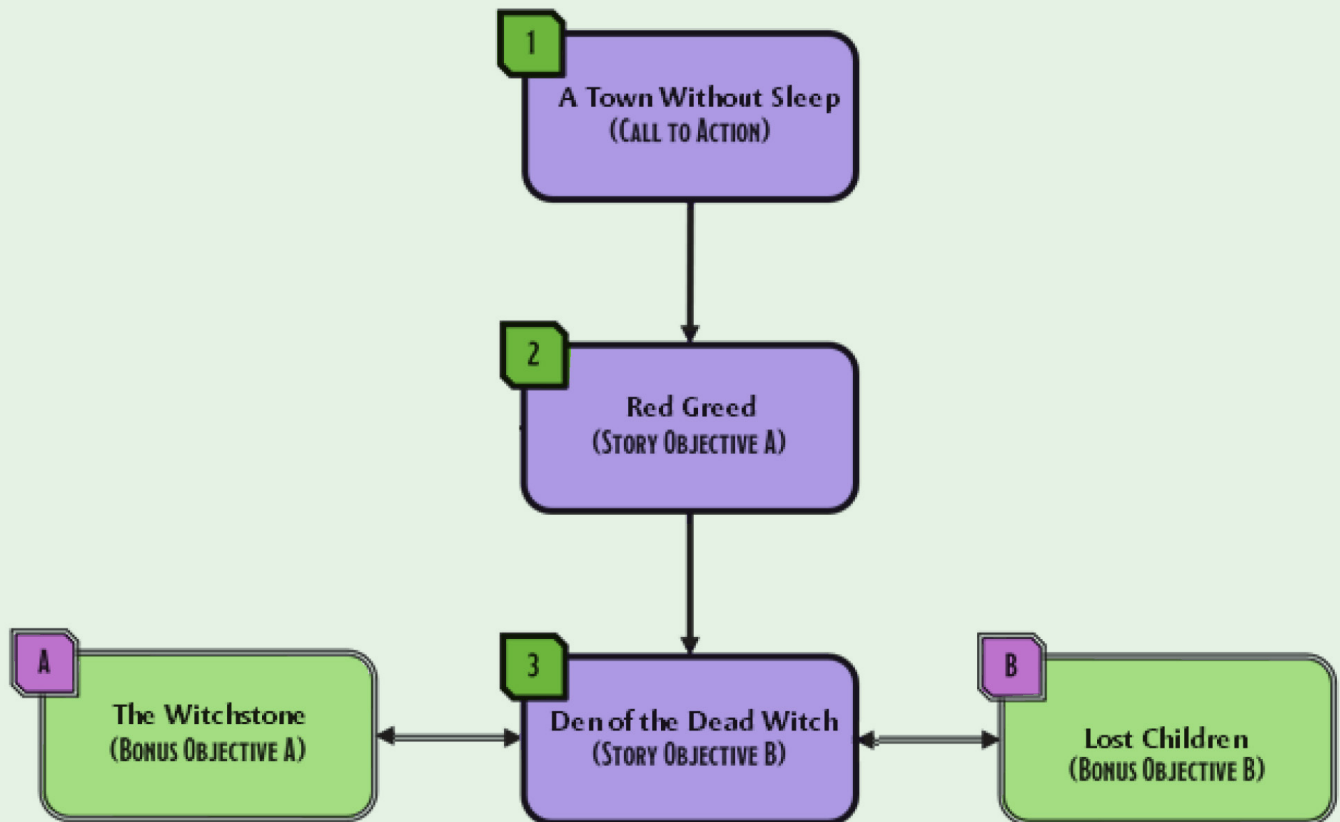 1
A Town Without Sleep
(CALL TO ACTION)
2
Red Greed
(STORY OBJECTIVE A)
A
The Witchstone
(BONUS OBJECTIVE A)
3
Den of the Dead Witch
(STORY OBJECTIVE B)
B
Lost Children
(BONUS OBJECTIVE B)